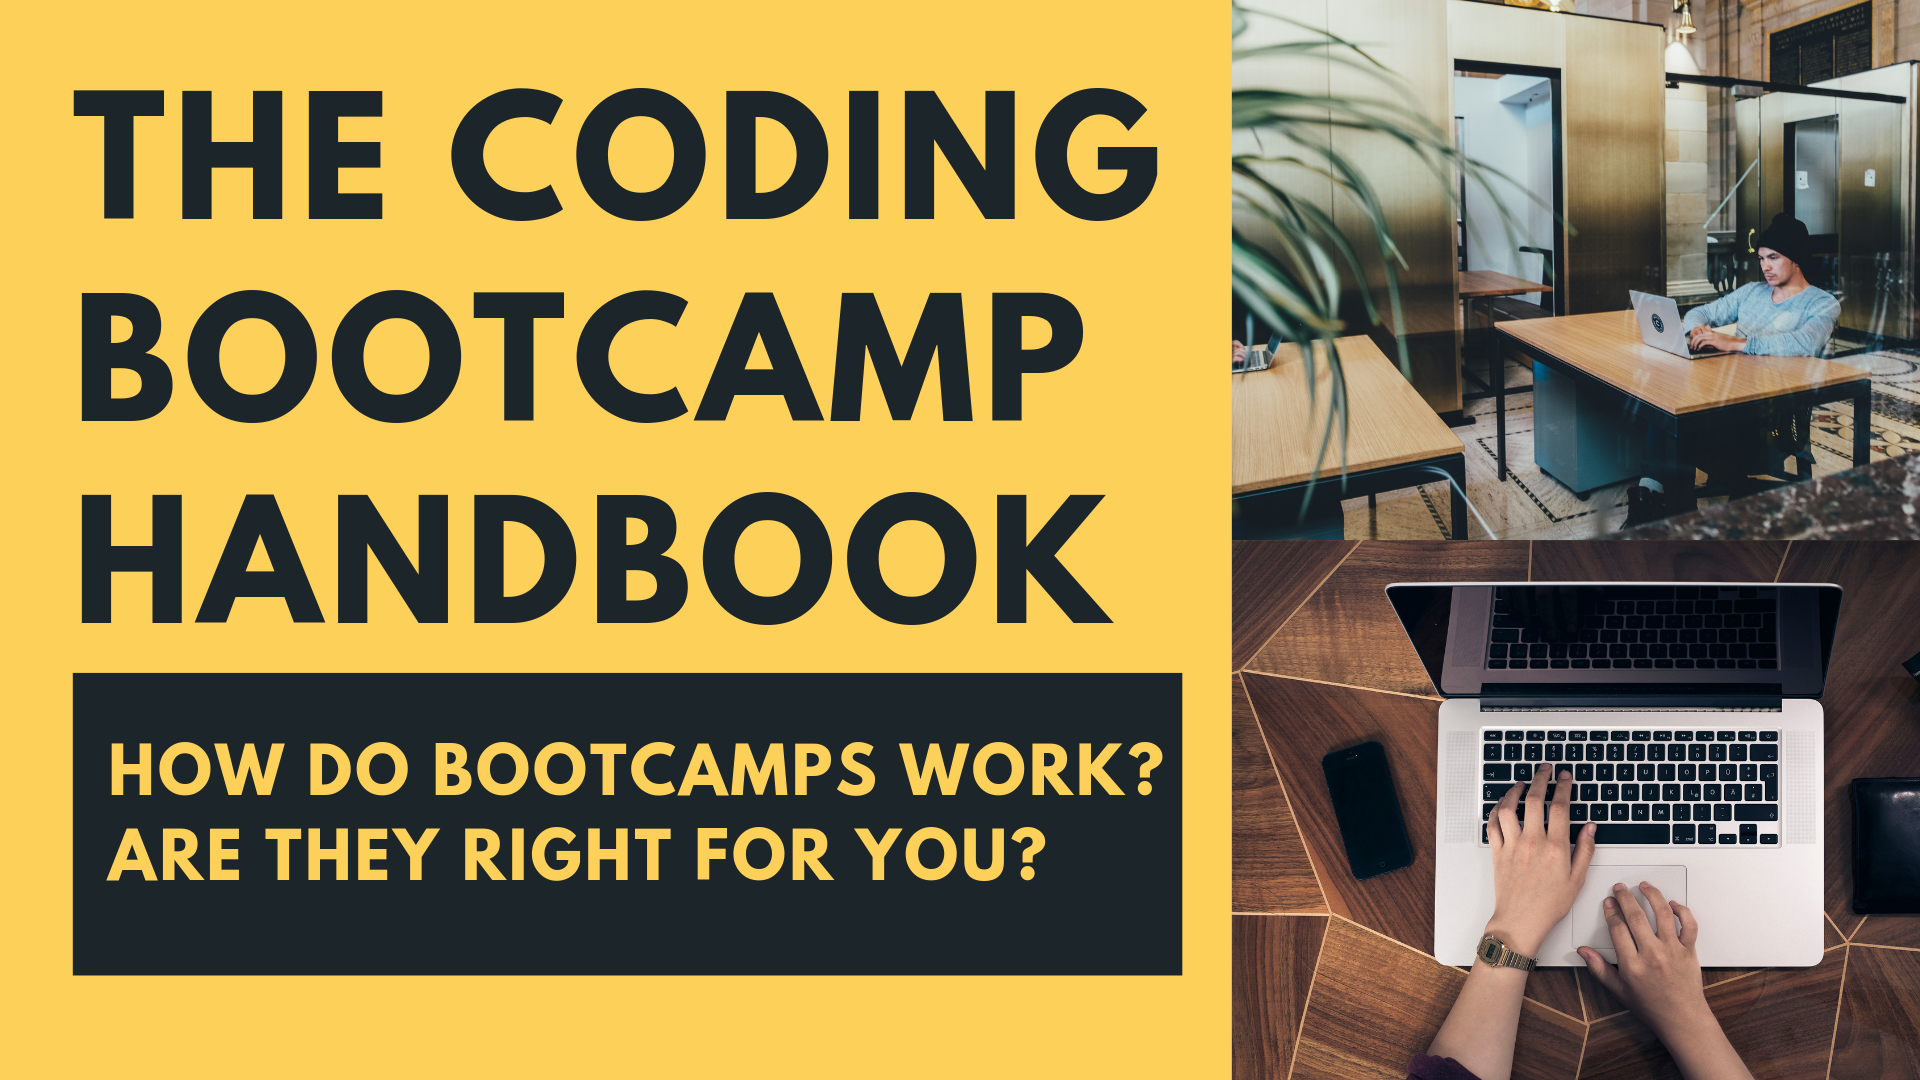 THE CODING
BOOTCAMP
HANDBOOK
HOW DO BOOTCAMPS WORK?
ARE THEY RIGHT FOR YOU?